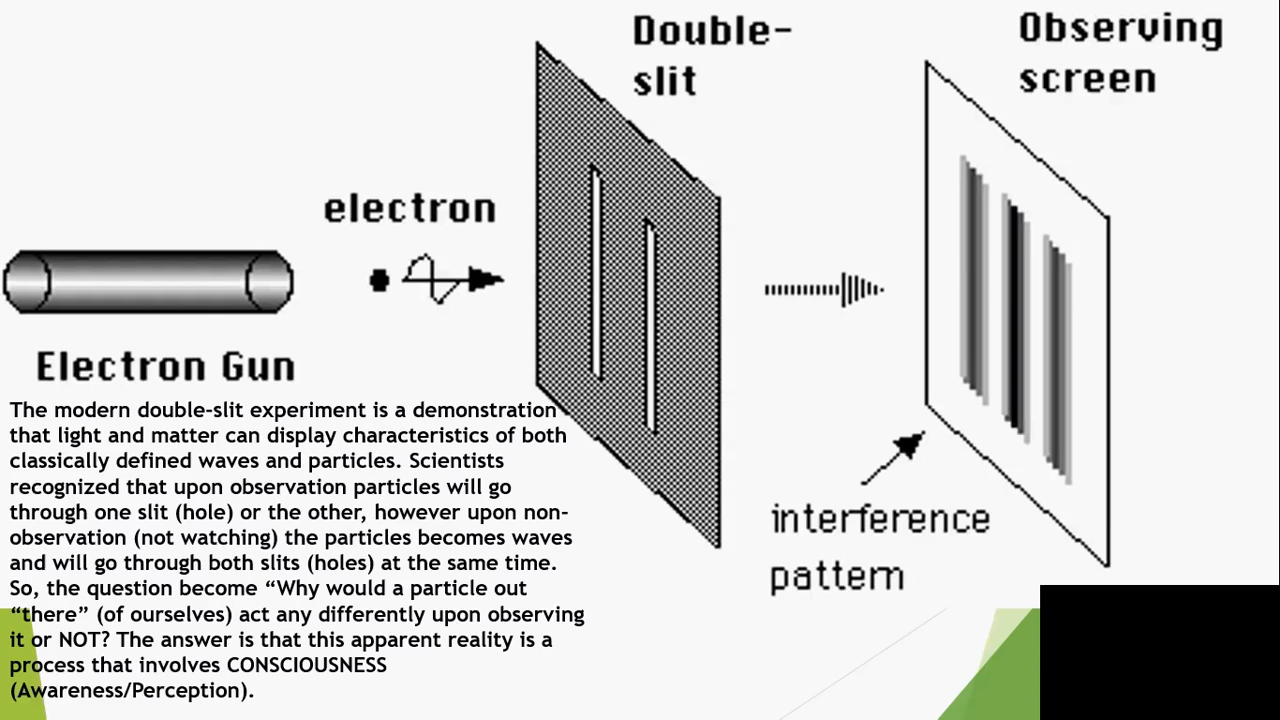 Double-
slit
Observing
screen
electron
Electron Gun
interference
pattern
The modern double-slit experiment is a demonstration
that light and matter can display characteristics of both
classically defined waves and particles. Scientists
recognized that upon observation particles will go
through one slit (hole) or the other, however upon non-
observation (not watching) the particles becomes waves
and will go through both slits (holes) at the same time.
So, the question become “Why would a particle out
“there” (of ourselves) act any differently upon observing
it or NOT? The answer is that this apparent reality is a
process that involves CONSCIOUSNESS
(Awareness/Perception).